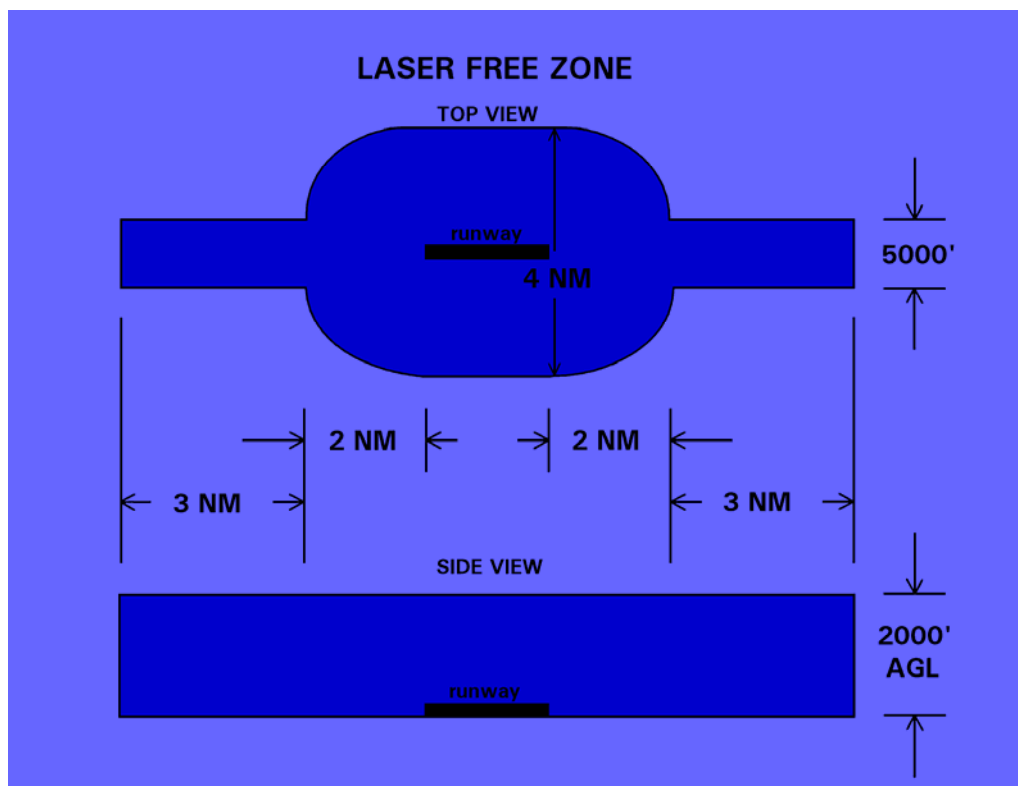 LASER FREE ZONE
TOP VIEW
runway
5000'
4 NM
2 NM
2 NM
3 NM
3 NM
SIDE VIEW
2000'
AGL
runway